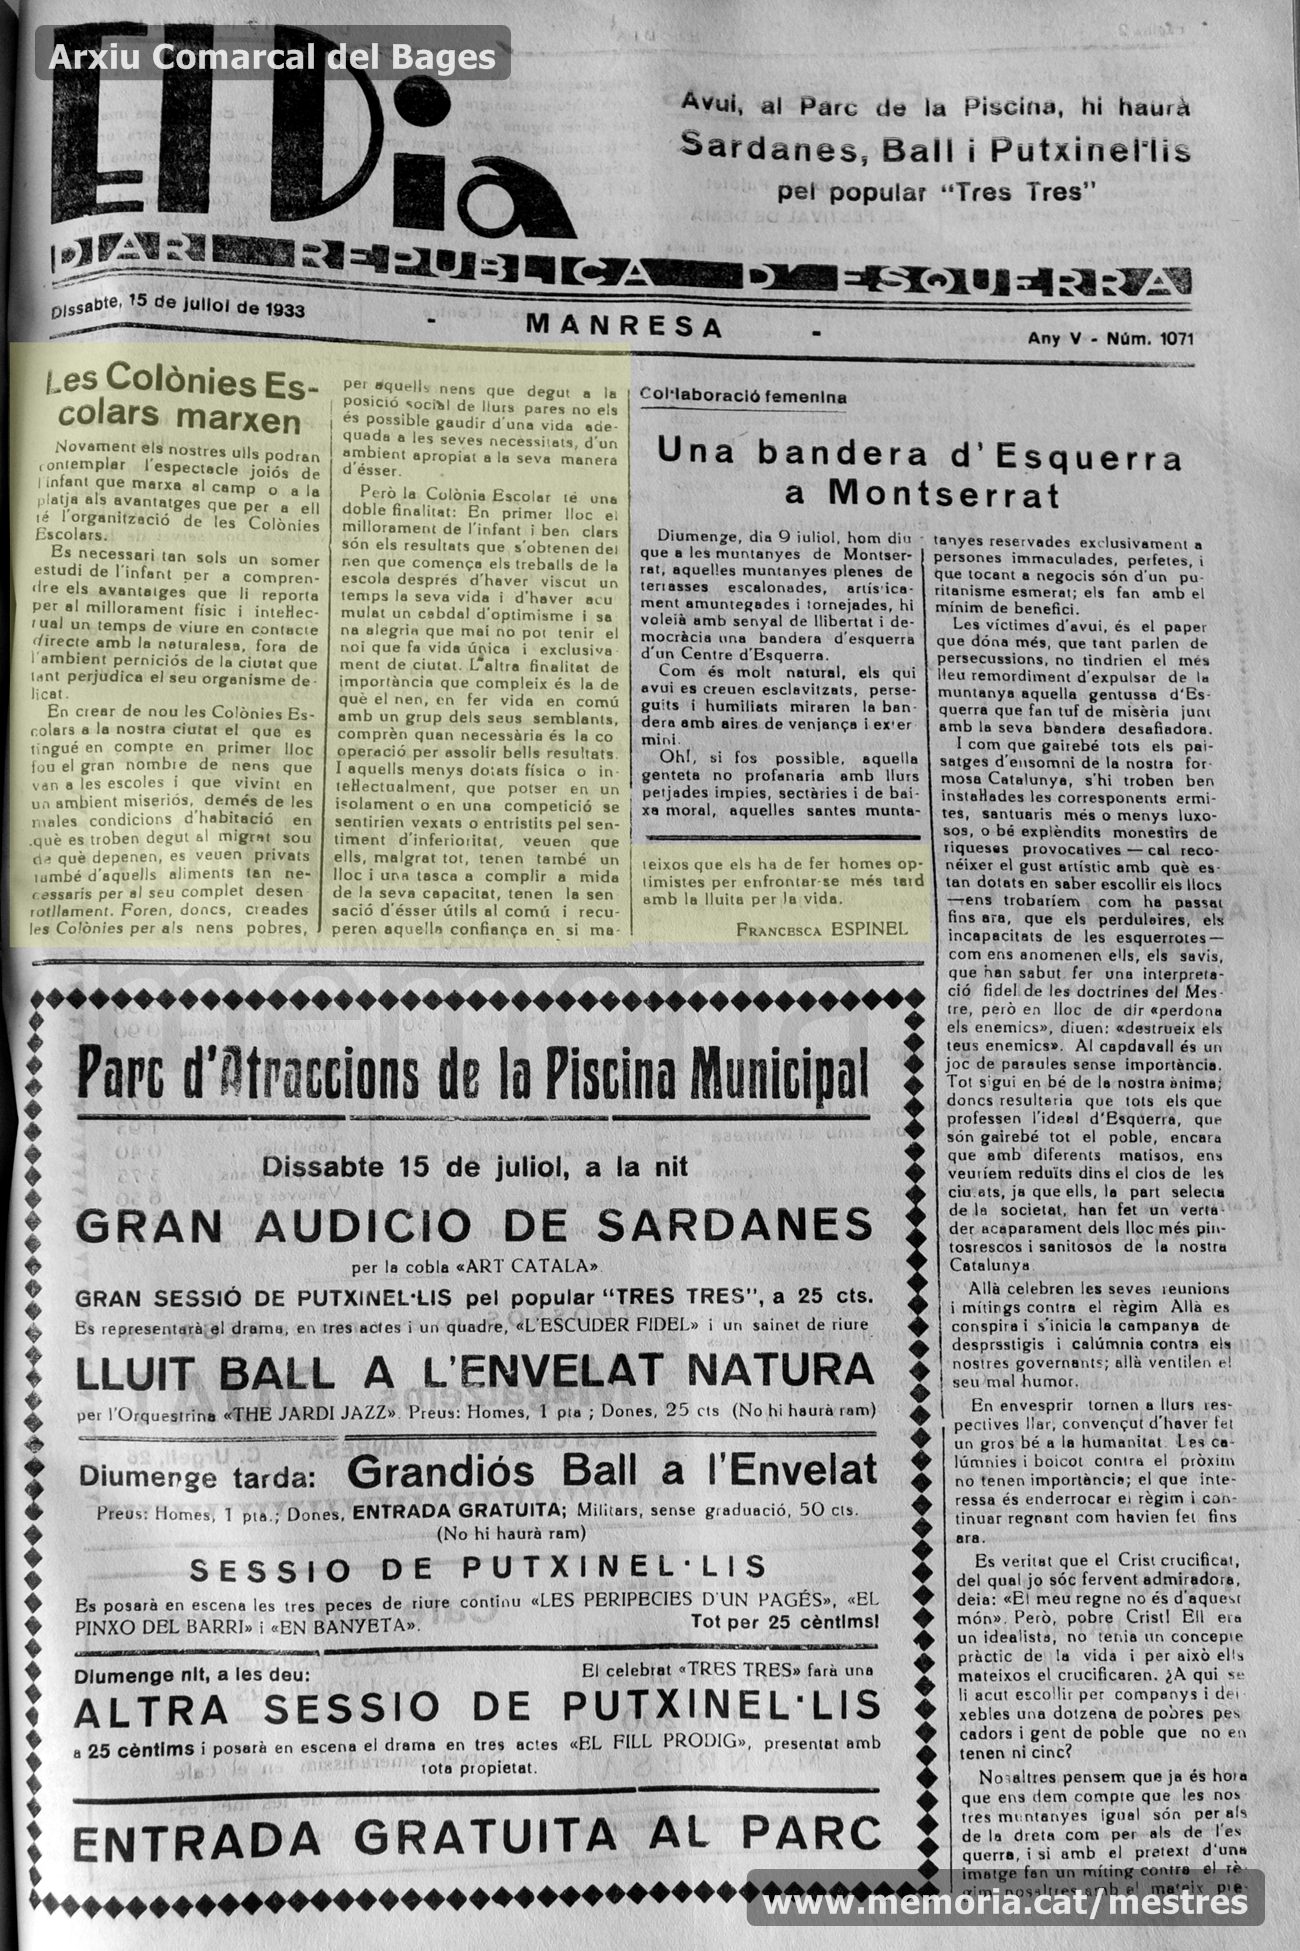 Arxiu Comarcal del Bages
El Dia
DIARI REPUBLICÀ D'ESQUERRA
Avui, al Parc de la Piscina, hi haurà
Sardanes, Ball i Putxinel·lis
pel popular "Tres Tres"
Dissabte, 15 de juliol de 1933
- MANRESA -
Any V - Núm. 1071
Les Colònies Es-
colars marxen
Novament els nostres ulls podran
contemplar l'espectacle joiós de
l'infant que marxa al camp o a la
platja als avantatges que per a ell
té l'organització de les Colònies
Escolars.
Es necessari tan sols un somer
estudi de l'infant per a compren-
dre els avantatges que li reporta
per al millorament físic i intel·lec-
tual un temps de viure en contacte
directe amb la naturalesa, fora de
l'ambient perniciós de la ciutat que
tant perjudica el seu organisme de-
licat.
En crear de nou les Colònies Es-
colars a la nostra ciutat el que es
tingué en compte en primer lloc
fou el gran nombre de nens que
van a les escoles i que vivint en
un ambient miseriós, demés de les
males condicions d'habitació en
què es troben degut al migrat sou
de què depenen, es veuen privats
també d'aquells aliments tan ne-
cessaris per al seu complet desen
rotllament. Foren, doncs, creades
les Colònies per als nens pobres,
per aquells nens que degut a la
posició social de llurs pares no els
és possible gaudir d'una vida ade-
quada a les seves necessitats, d'un
ambient apropiat a la seva manera
d'ésser.
Però la Colònia Escolar té una
doble finalitat: En primer lloc el
millorament de l'infant i ben clars
són els resultats que s'obtenen del
nen que comença els treballs de la
escola després d'haver viscut un
temps la seva vida i d'haver acu
mulat un cabdal d'optimisme i sa
na alegria que mai no pot tenir el
noi que fa vida única i exclusiva
ment de ciutat. L'altra finalitat de
importància que compleix és la de
què el nen, en fer vida en comú
amb un grup dels seus semblants,
comprèn quan necessària és la co
operació per assolir bells resultats.
I aquells menys dotats física o in-
tel·lectualment, que potser en un
isolament o en una competició se
sentirien vexats o entristits pel sen-
timent d'inferioritat, veuen que
ells, malgrat tot, tenen també un
lloc i una tasca a complir a mida
de la seva capacitat, tenen la sen
sació d'ésser útils al comú i recu-
peren aquella confiança en si ma-
teixos que els ha de fer homes op-
timistes per enfrontar-se més tard
amb la lluita per la vida.
FRANCESCA ESPINEL
Col·laboració femenina
Una bandera d'Esquerra
a Montserrat
Diumenge, dia 9 juliol, hom diu
que a les muntanyes de Montser-
rat, aquelles muntanyes plenes de
terrasses escalonades, artística-
ment amuntegades i tornejades, hi
voleià amb senyal de llibertat i de-
mocràcia una bandera d'esquerra
d'un Centre d'Esquerra.
Com és molt natural, els qui
avui es creuen esclavitzats, perse-
guits i humiliats miraren la ban-
dera amb aires de venjança i exter
mini.
Oh!, si fos possible, aquella
genteta no profanaria amb llurs
petjades impies, sectàries i de bai-
xa moral, aquelles santes munta-
tanyes reservades exclusivament a
persones immaculades, perfetes, i
que tocant a negocis són d'un pu-
ritanisme esmerat; els fan amb el
mínim de benefici.
Les víctimes d'avui, és el paper
que dóna més, que tant parlen de
persecussions, no tindrien el més
lleu remordiment d'expulsar de la
muntanya aquella gentussa d'Es-
querra que fan tuf de misèria junt
amb la seva bandera desafiadora.
I com que gairebé tots els pai-
satges d'ensomni de la nostra for-
mosa Catalunya, s'hi troben ben
instal·lades les corresponents ermi-
tes, santuaris més o menys luxo-
sos, o bé explèndits monestirs de
riqueses provocatives — cal reco-
néixer el gust artístic amb què es-
tan dotats en saber escollir els llocs
—ens trobaríem com ha passat
fins ara, que els perdulaires, els
incapacitats de les esquerrotes —
com ens anomenen ells, els savis,
que han sabut fer una interpreta-
ció fidel de les doctrines del Mes-
tre, però en lloc de dir «perdona
els enemics», diuen: «destrueix els
teus enemics». Al capdavall és un
joc de paraules sense importància.
Tot sigui en bé de la nostra ànima;
doncs resultaria que tots els que
professen l'ideal d'Esquerra, que
són gairebé tot el poble, encara
que amb diferents matisos, ens
veuríem reduïts dins el clos de les
ciutats, ja que ells, la part selecta
de la societat, han fet un verta-
der acaparament dels lloc més pin-
torescos i sanitosos de la nostra
Catalunya.
Allà celebren les seves reunions
i mítings contra el règim Allà es
conspira i s'inicia la campanya de
desprsstigis i calúmnia contra els
nostres governants; allà ventilen el
seu mal humor.
En envesprir tornen a llurs res-
pectives llar, convençut d'haver fet
un gros bé a la humanitat. Les ca-
lúmnies i boicot contra el pròxim
no tenen importància; el que inte-
ressa és enderrocar el règim i con-
tinuar regnant com havien fet fins
ara.
Es veritat que el Crist crucificat,
del qual jo sóc fervent admiradora,
deia: «El meu regne no és d'aquest
món». Però, pobre Crist! Ell era
un idealista, no tenia un concepte
pràctic de la vida i per això ells
mateixos el crucificaren. ¿A qui se
li acut escollir per companys i dei-
xebles una dotzena de pobres pes
cadors i gent de poble que no en
tenen ni cinc?
Nosaltres pensem que ja és hora
que ens dem compte que les nos
tres muntanyes igual són per als
de la dreta com per als de l'es
querra, i si amb el pretext d'una
imatge fan un míting contra el rè-
gim nosaltres amb el mateix pre-
Parc d'Atraccions de la Piscina Municipal
Dissabte 15 de juliol, a la nit
GRAN AUDICIO DE SARDANES
per la cobla «ART CATALA».
GRAN SESSIÓ DE PUTXINEL·LIS pel popular "TRES TRES", a 25 cts.
Es representarà el drama, en tres actes i un quadre, «L'ESCUDER FIDEL» i un sainet de riure
LLUIT BALL A L'ENVELAT NATURA
per l'Orquestrina «THE JARDI JAZZ». Preus: Homes, 1 pta ; Dones, 25 cts (No hi haurà ram)
Diumenge tarda: Grandiós Ball a l'Envelat
Preus: Homes, 1 pta.; Dones, ENTRADA GRATUITA; Militars, sense graduació, 50 cts.
(No hi haurà ram)
SESSIO DE PUTXINEL·LIS
Es posarà en escena les tres peces de riure continu «LES PERIPECIES D'UN PAGÉS», «EL
PINXO DEL BARRI» i «EN BANYETA». Tot per 25 cèntims!
Diumenge nit, a les deu: El celebrat «TRES TRES» farà una
ALTRA SESSIO DE PUTXINEL·LIS
a 25 cèntims i posarà en escena el drama en tres actes «EL FILL PRODIG», presentat amb
tota propietat.
ENTRADA GRATUITA AL PARC
www.memoria.cat/mestres